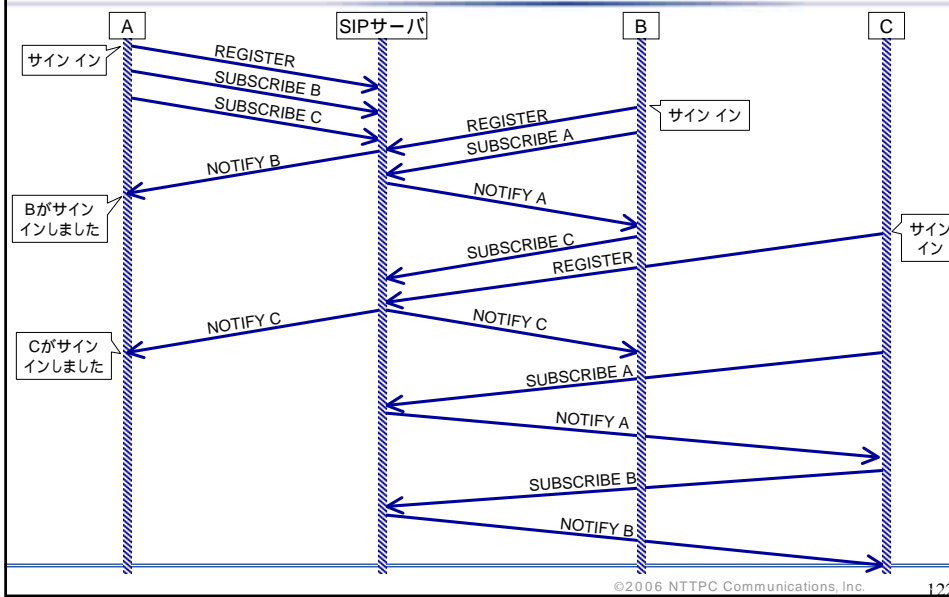 A
SIPサーバ
B
C
サイン イン
REGISTER
SUBSCRIBE B
SUBSCRIBE C
サイン イン
REGISTER
SUBSCRIBE A
NOTIFY B
Bがサイン
インしました
NOTIFY A
サイン
イン
SUBSCRIBE C
REGISTER
NOTIFY C
NOTIFY C
Cがサイン
インしました
SUBSCRIBE A
NOTIFY A
SUBSCRIBE B
NOTIFY B
©2006 NTTPC Communications, Inc.